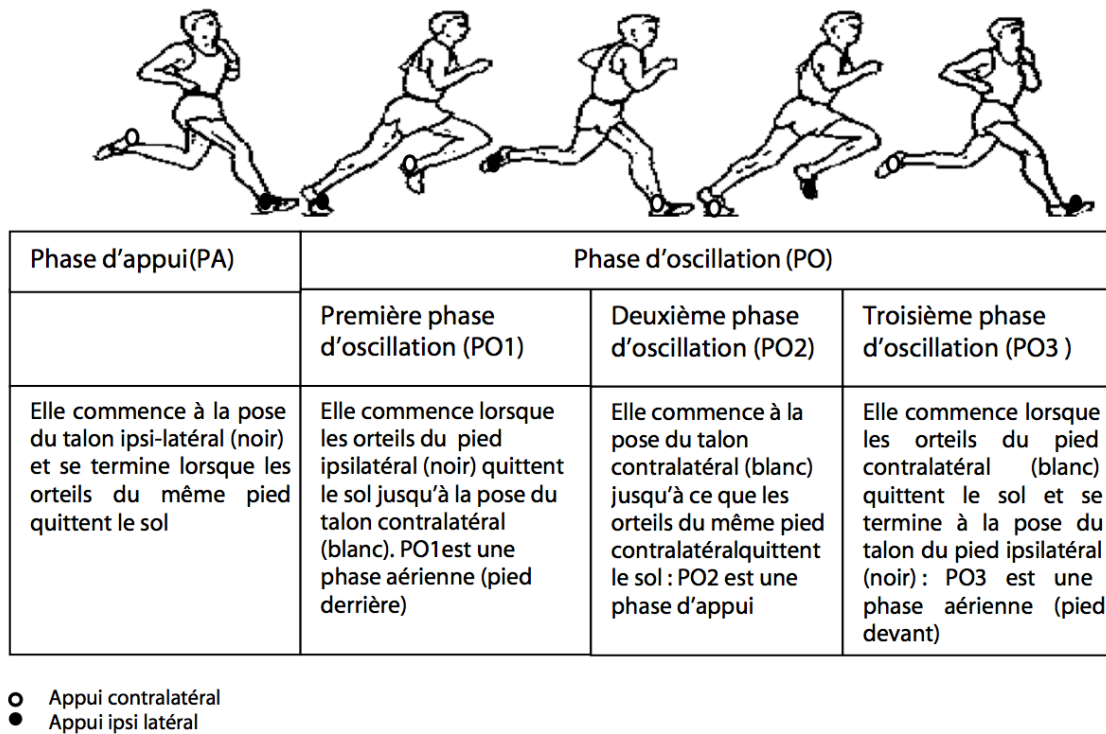 Phase d'appui(PA)
Phase d'oscillation (PO)
Première phase
d'oscillation (PO1)
Deuxième phase
d'oscillation (PO2)
Troisième phase
d'oscillation (PO3 )
Elle commence à la pose
du talon ipsi-latéral (noir)
et se termine lorsque les
orteils du même pied
quittent le sol
Elle commence lorsque
les orteils du pied
ipsilatéral (noir) quittent
le sol jusqu'à la pose du
talon contralatéral
(blanc). PO1est une
phase aérienne (pied
derrière)
Elle commence à la
pose du talon
contralatéral (blanc)
jusqu'à ce que les
orteils du même pied
contralatéralquittent
le sol : PO2 est une
phase d'appui
Elle commence lorsque
les orteils du pied
contralatéral (blanc)
quittent le sol et se
termine à la pose du
talon du pied ipsilatéral
(noir) : PO3 est une
phase aérienne (pied
devant)
Appui contralatéral
Appui ipsi latéral